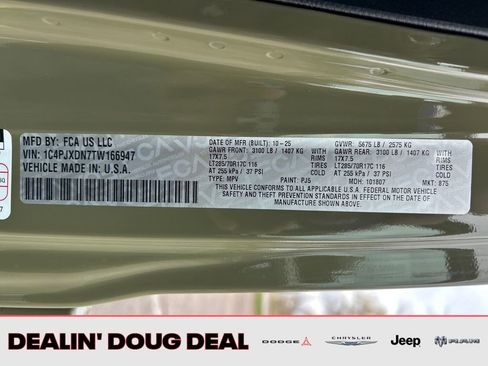 MFD BY: FCA US LLC
VIN: 1C4PJXDN7TW166947
VEHICLE MADE IN: U.S.A.
DATE OF MFR (BUILT): 10-25
GVWR: 5675 LB / 2575 KG
GAWR FRONT: 3100 LB / 1407 KG
GAWR REAR: 3100 LB / 1407 KG
17X7.5 RIMS
17X7.5 RIMS
LT285/70R17C 116 TIRES
LT285/70R17C 116 TIRES
AT 255 kPa / 37 PSI COLD
AT 255 kPa / 37 PSI COLD
TYPE: MPV PAINT: PJ5 MDH: 101807 MKT: 875
THIS VEHICLE CONFORMS TO ALL APPLICABLE U.S.A. FEDERAL MOTOR VEHICLE
SAFETY AND THEFT PREVENTION STANDARDS IN EFFECT ON THE DATE OF
MANUFACTURE SHOWN ABOVE.
DEALIN' DOUG DEAL
DODGE
CHRYSLER
Jeep
RAM